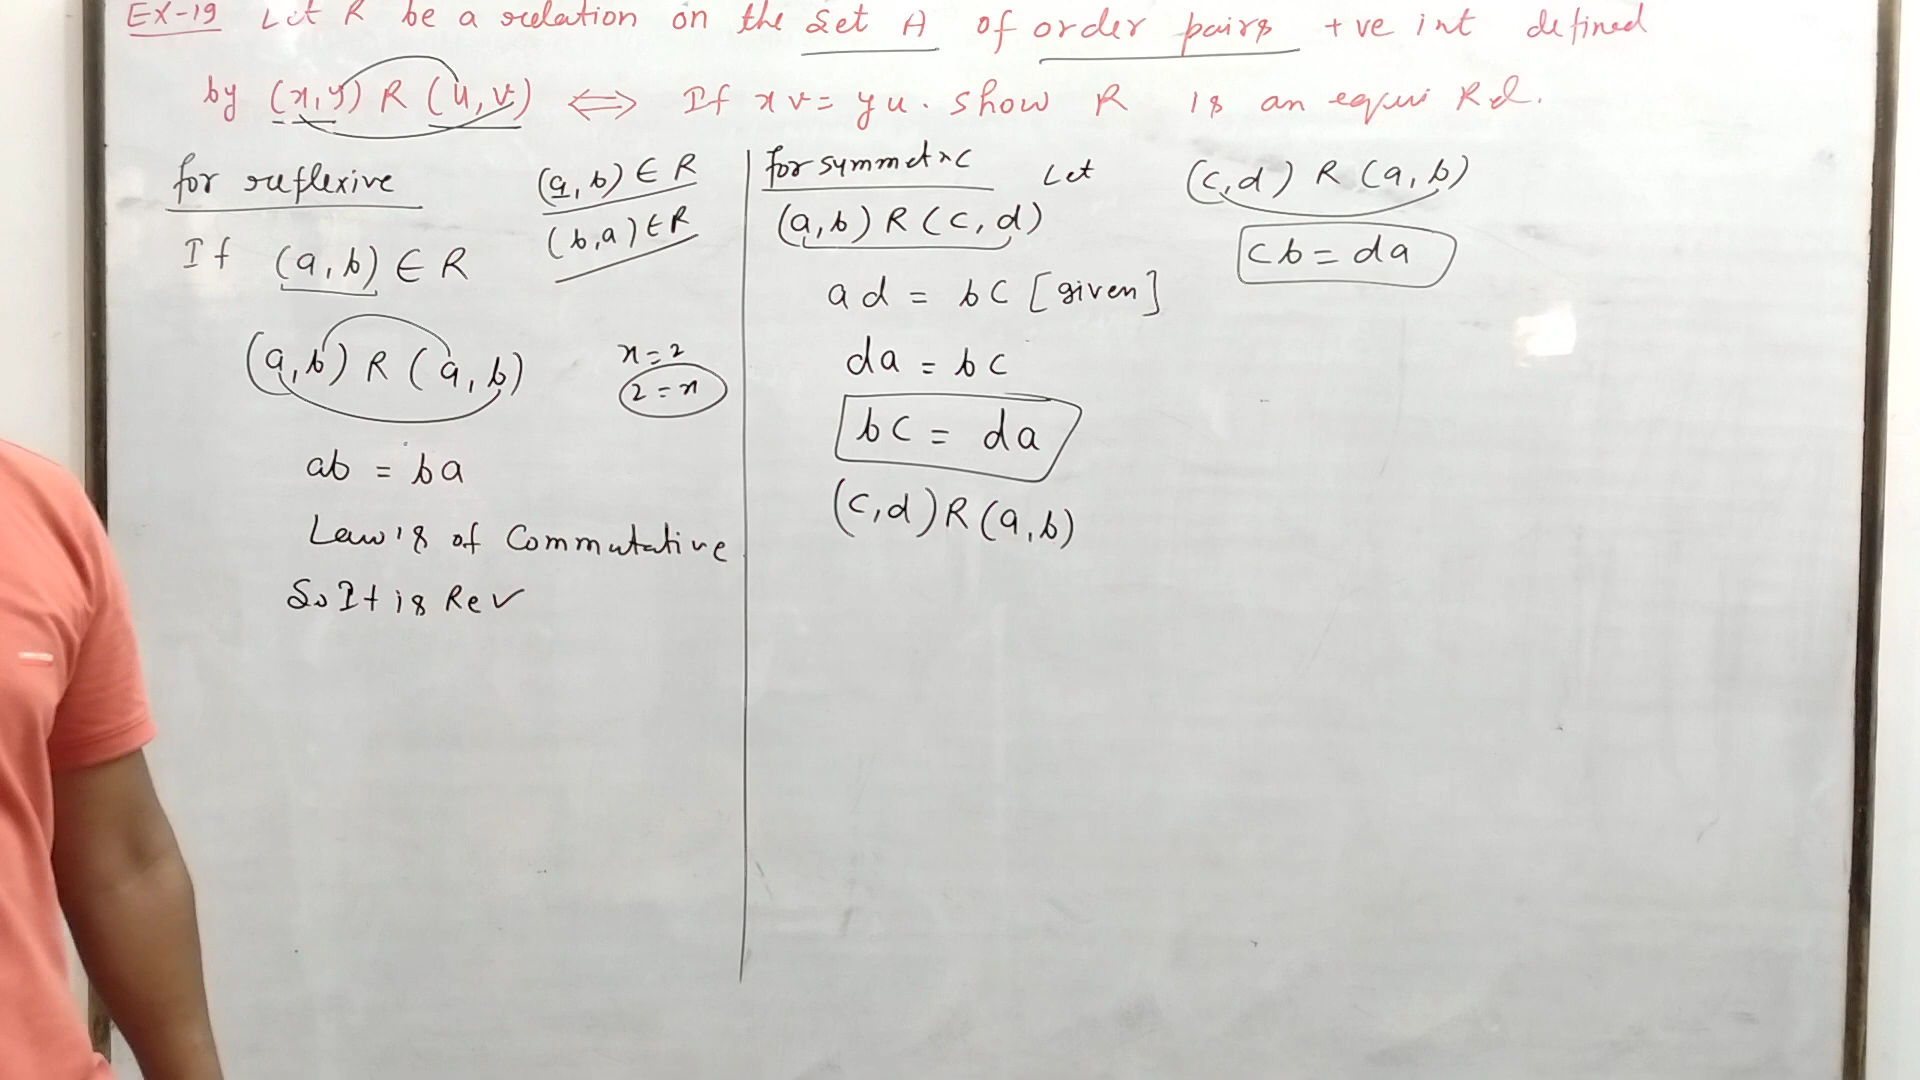 EX-19 Let R be a relation on the set A of order pairs +ve int defined
by (x,y) R (u,v) ⟺ If xv = yu. show R is an equi Rel.
for reflexive
If (a,b) ∈ R
(a,b) R (a,b)
ab = ba
Law's of Commutative
So It is Rev
(a,b) ∈ R
(b,a) ∈ R
x=2
2=x
for symmetric Let
(a,b) R (c,d)
ad = bc [given]
da = bc
bc = da
(c,d) R (a,b)
(c,d) R (a,b)
cb = da